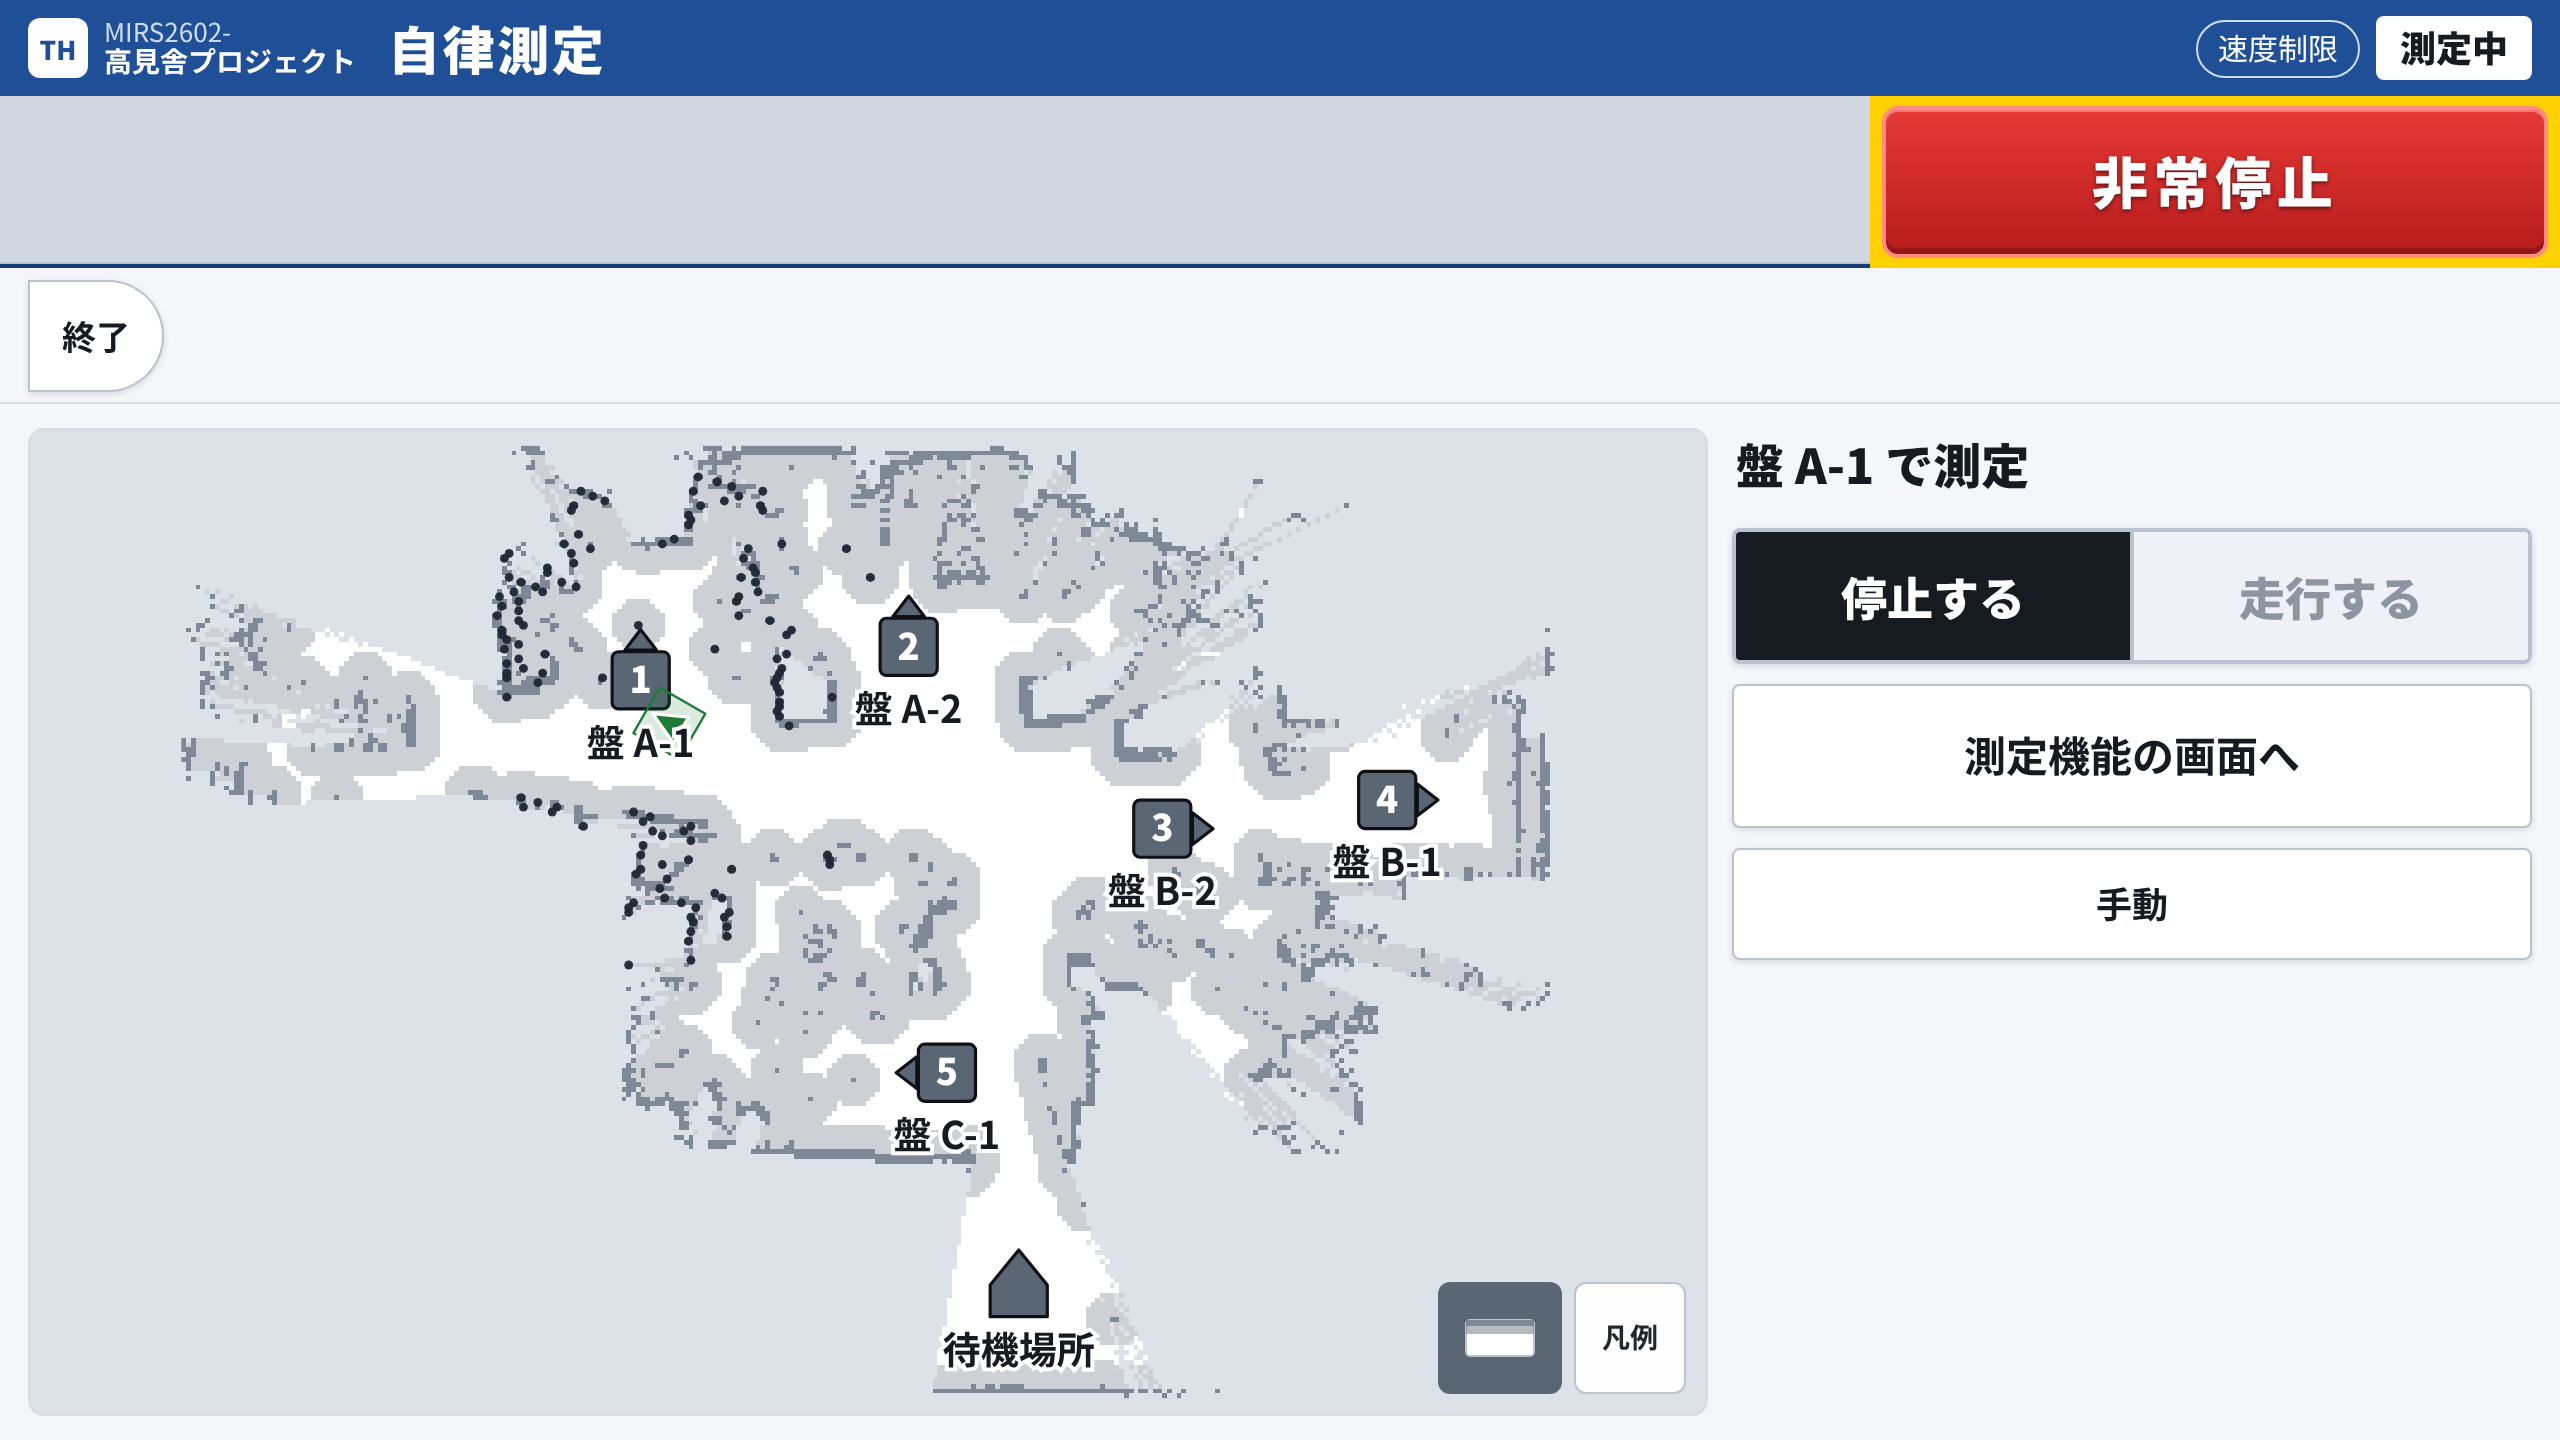 TH
MIRS2602-
高見舎プロジェクト
自律測定
速度制限
測定中
非常停止
終了
盤 A-1 で測定
停止する
走行する
測定機能の画面へ
手動
1
盤 A-1
2
盤 A-2
3
盤 B-2
4
盤 B-1
5
盤 C-1
待機場所
凡例